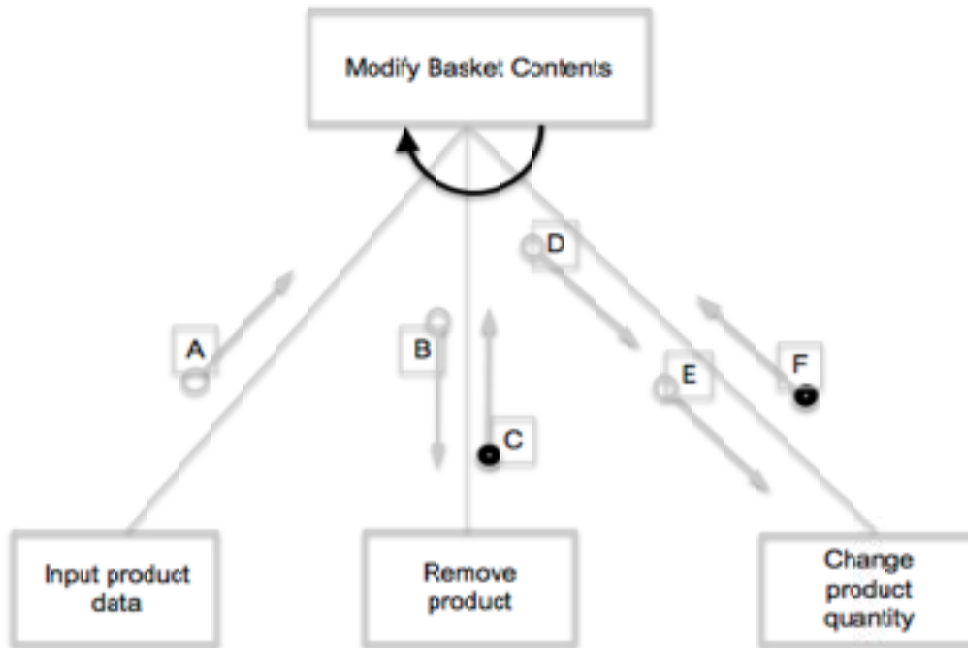 Modify Basket Contents
D
A
B
E
F
C
Input product
data
Remove
product
Change
product
quantity